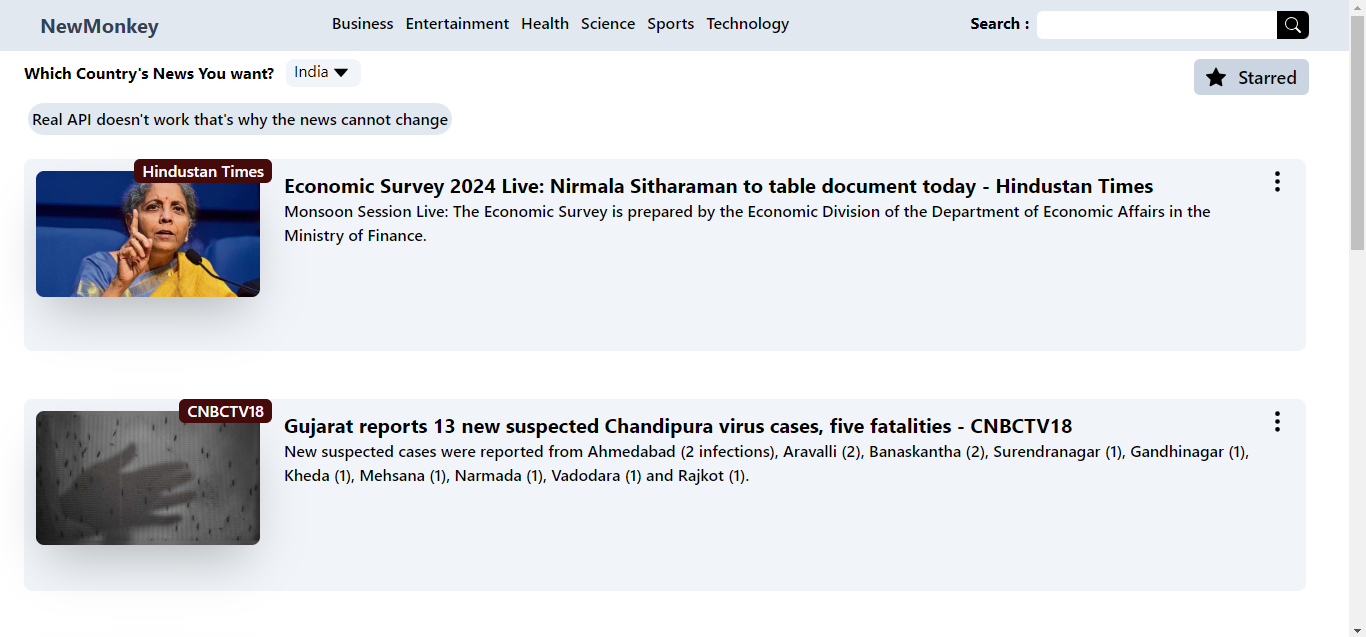 NewMonkey
Business Entertainment Health Science Sports Technology
Search :
Which Country's News You want? India
Starred
Real API doesn't work that's why the news cannot change
Hindustan Times
Economic Survey 2024 Live: Nirmala Sitharaman to table document today - Hindustan Times
Monsoon Session Live: The Economic Survey is prepared by the Economic Division of the Department of Economic Affairs in the
Ministry of Finance.
CNBCTV18
Gujarat reports 13 new suspected Chandipura virus cases, five fatalities - CNBCTV18
New suspected cases were reported from Ahmedabad (2 infections), Aravalli (2), Banaskantha (2), Surendranagar (1), Gandhinagar (1),
Kheda (1), Mehsana (1), Narmada (1), Vadodara (1) and Rajkot (1).